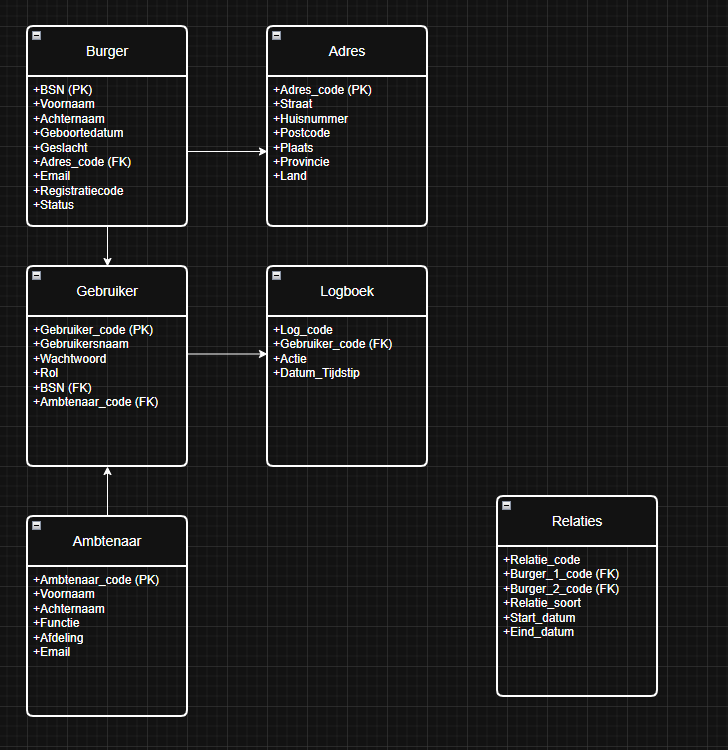 Burger
+BSN (PK)
+Voornaam
+Achternaam
+Geboortedatum
+Geslacht
+Adres_code (FK)
+Email
+Registratiecode
+Status
Adres
+Adres_code (PK)
+Straat
+Huisnummer
+Postcode
+Plaats
+Provincie
+Land
Gebruiker
+Gebruiker_code (PK)
+Gebruikersnaam
+Wachtwoord
+Rol
+BSN (FK)
+Ambtenaar_code (FK)
Logboek
+Log_code
+Gebruiker_code (FK)
+Actie
+Datum_Tijdstip
Ambtenaar
+Ambtenaar_code (PK)
+Voornaam
+Achternaam
+Functie
+Afdeling
+Email
Relaties
+Relatie_code
+Burger_1_code (FK)
+Burger_2_code (FK)
+Relatie_soort
+Start_datum
+Eind_datum